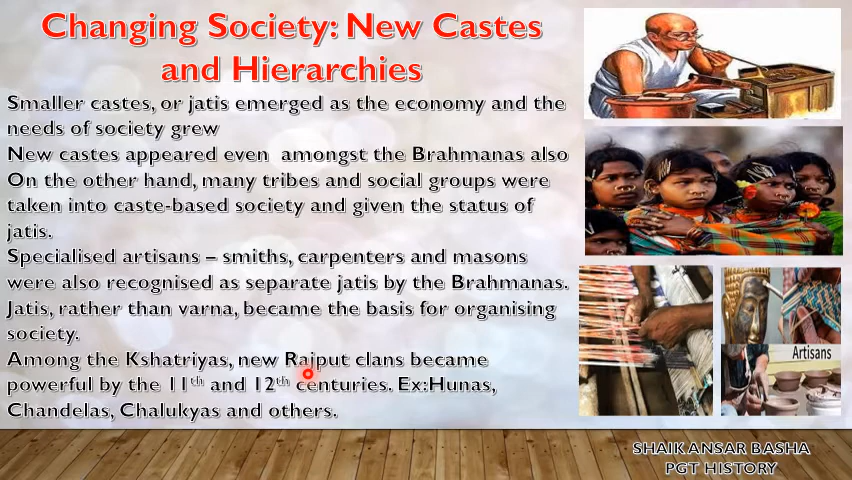 Changing Society: New Castes
and Hierarchies
Smaller castes, or jatis emerged as the economy and the
needs of society grew
New castes appeared even  amongst the Brahmanas also
On the other hand, many tribes and social groups were
taken into caste-based society and given the status of
jatis.
Specialised artisans – smiths, carpenters and masons
were also recognised as separate jatis by the Brahmanas.
Jatis, rather than varna, became the basis for organising
society.
Among the Kshatriyas, new Rajput clans became
powerful by the 11th and 12th centuries. Ex:Hunas,
Chandelas, Chalukyas and others.
Artisans
SHAIK ANSAR BASHA
PGT HISTORY